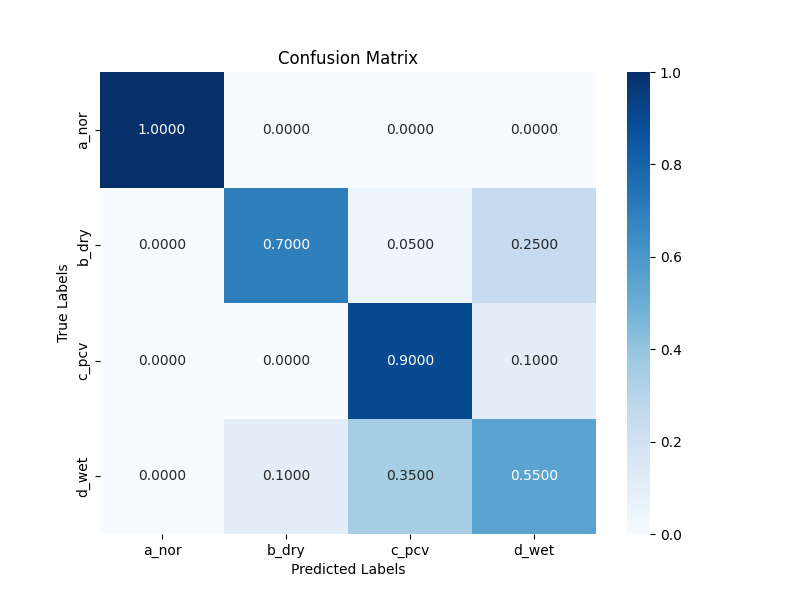 Confusion Matrix
True Labels
a_nor 1.0000 0.0000 0.0000 0.0000
b_dry 0.0000 0.7000 0.0500 0.2500
c_pcv 0.0000 0.0000 0.9000 0.1000
d_wet 0.0000 0.1000 0.3500 0.5500
a_nor b_dry c_pcv d_wet
Predicted Labels
1.0
0.8
0.6
0.4
0.2
0.0